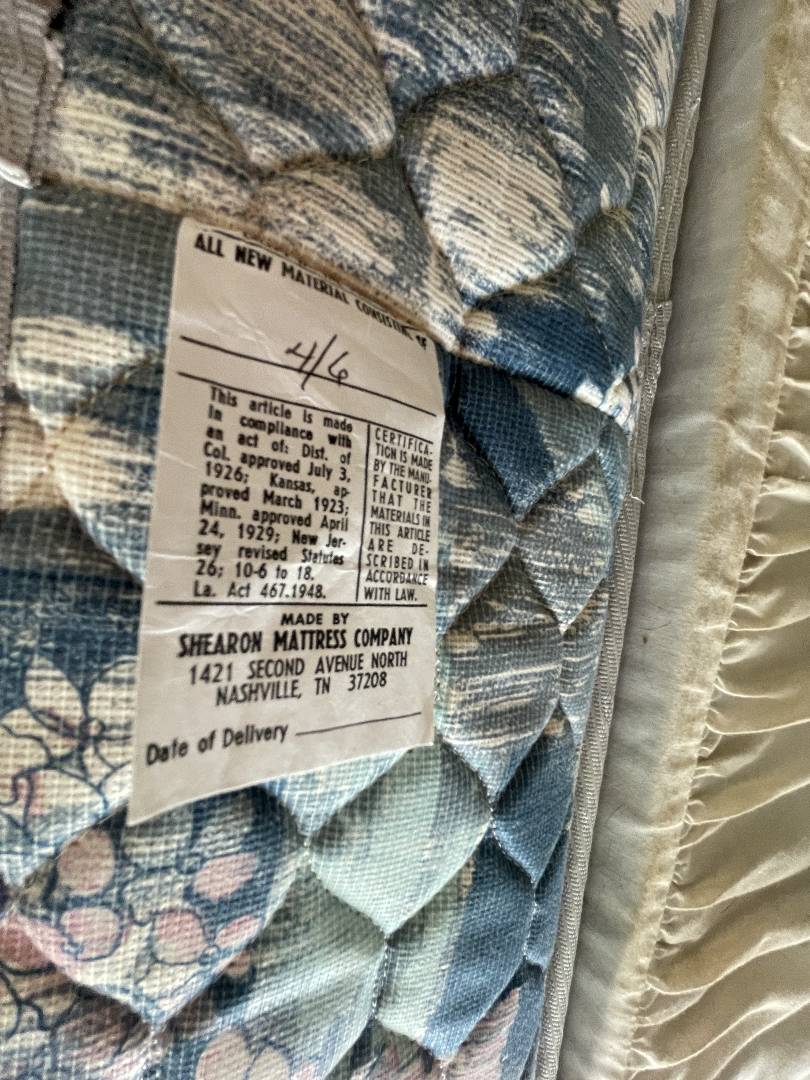 ALL NEW MATERIAL CONSISTING OF
4/6
This article is made
in compliance with
an act of: Dist. of
Col. approved July 3,
1926; Kansas, ap-
proved March 1923;
Minn. approved April
24, 1929; New Jer-
sey revised Statutes
26; 10-6 to 18.
La. Act 467.1948.
CERTIFICA-
TION IS MADE
BY THE MANU-
FACTURER
THAT THE
MATERIALS IN
THIS ARTICLE
ARE DE-
SCRIBED IN
ACCORDANCE
WITH LAW.
MADE BY
SHEARON MATTRESS COMPANY
1421 SECOND AVENUE NORTH
NASHVILLE, TN 37208
Date of Delivery